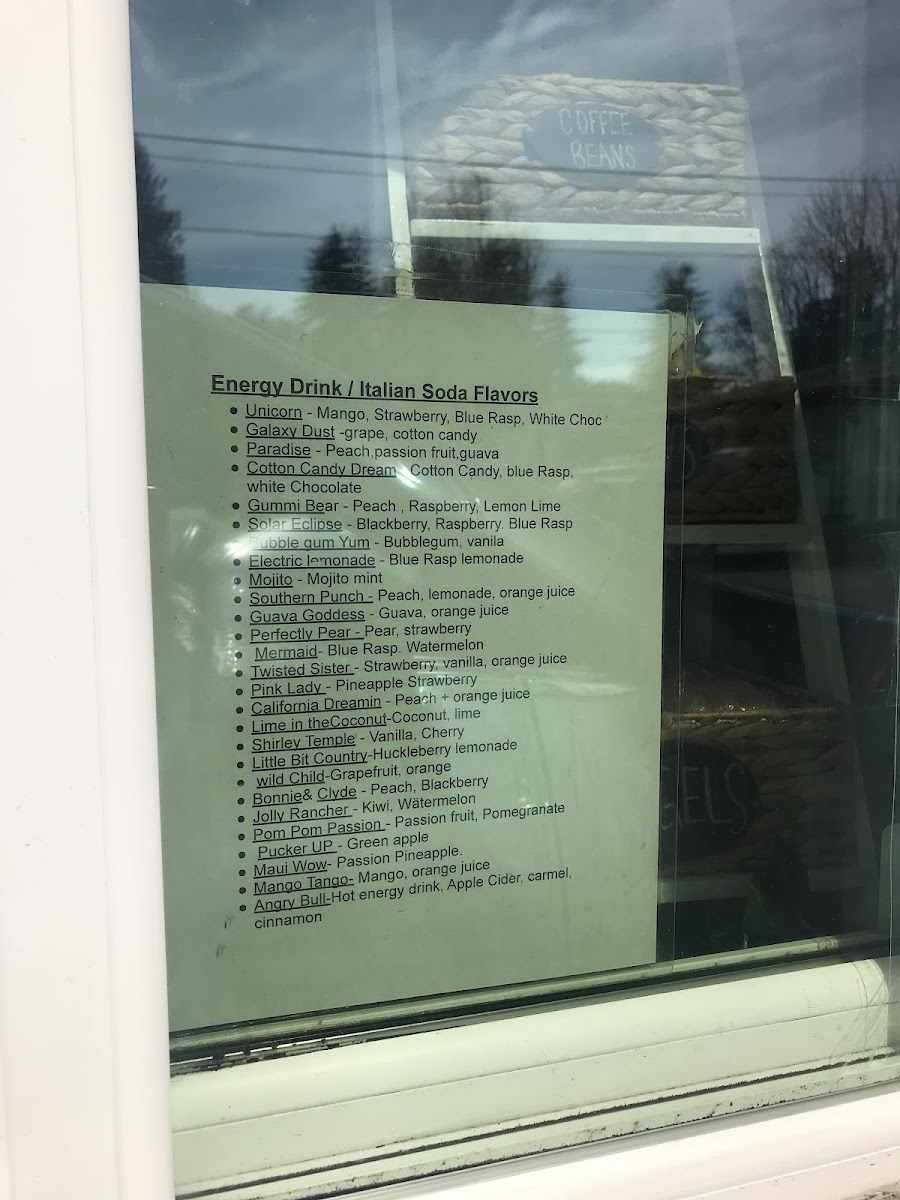 COFFEE
BEANS
Energy Drink / Italian Soda Flavors
Unicorn - Mango, Strawberry, Blue Rasp, White Choc
Galaxy Dust -grape, cotton candy
Paradise - Peach,passion fruit,guava
Cotton Candy Dream - Cotton Candy, blue Rasp,
white Chocolate
Gummi Bear - Peach , Raspberry, Lemon Lime
Solar Eclipse - Blackberry, Raspberry. Blue Rasp
Bubble gum Yum - Bubblegum, vanila
Electric lemonade - Blue Rasp lemonade
Mojito - Mojito mint
Southern Punch - Peach, lemonade, orange juice
Guava Goddess - Guava, orange juice
Perfectly Pear - Pear, strawberry
Mermaid- Blue Rasp. Watermelon
Twisted Sister - Strawberry, vanilla, orange juice
Pink Lady - Pineapple Strawberry
California Dreamin - Peach + orange juice
Lime in theCoconut-Coconut, lime
Shirley Temple - Vanilla, Cherry
Little Bit Country-Huckleberry lemonade
wild Child-Grapefruit, orange
Bonnie& Clyde - Peach, Blackberry
Jolly Rancher - Kiwi, Watermelon
Pom Pom Passion - Passion fruit, Pomegranate
Pucker UP - Green apple
Maui Wow- Passion Pineapple.
Mango Tango- Mango, orange juice
Angry Bull-Hot energy drink, Apple Cider, carmel,
cinnamon
GELS